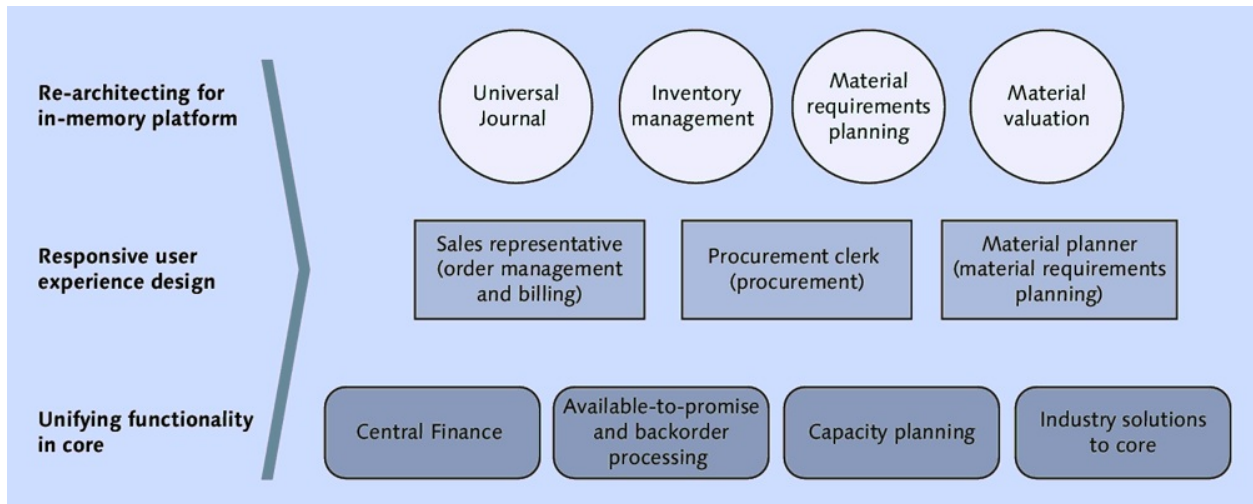 Re-architecting for
in-memory platform
Universal
Journal
Inventory
management
Material
requirements
planning
Material
valuation
Responsive user
experience design
Sales representative
(order management
and billing)
Procurement clerk
(procurement)
Material planner
(material requirements
planning)
Unifying functionality
in core
Central Finance
Available-to-promise
and backorder
processing
Capacity planning
Industry solutions
to core